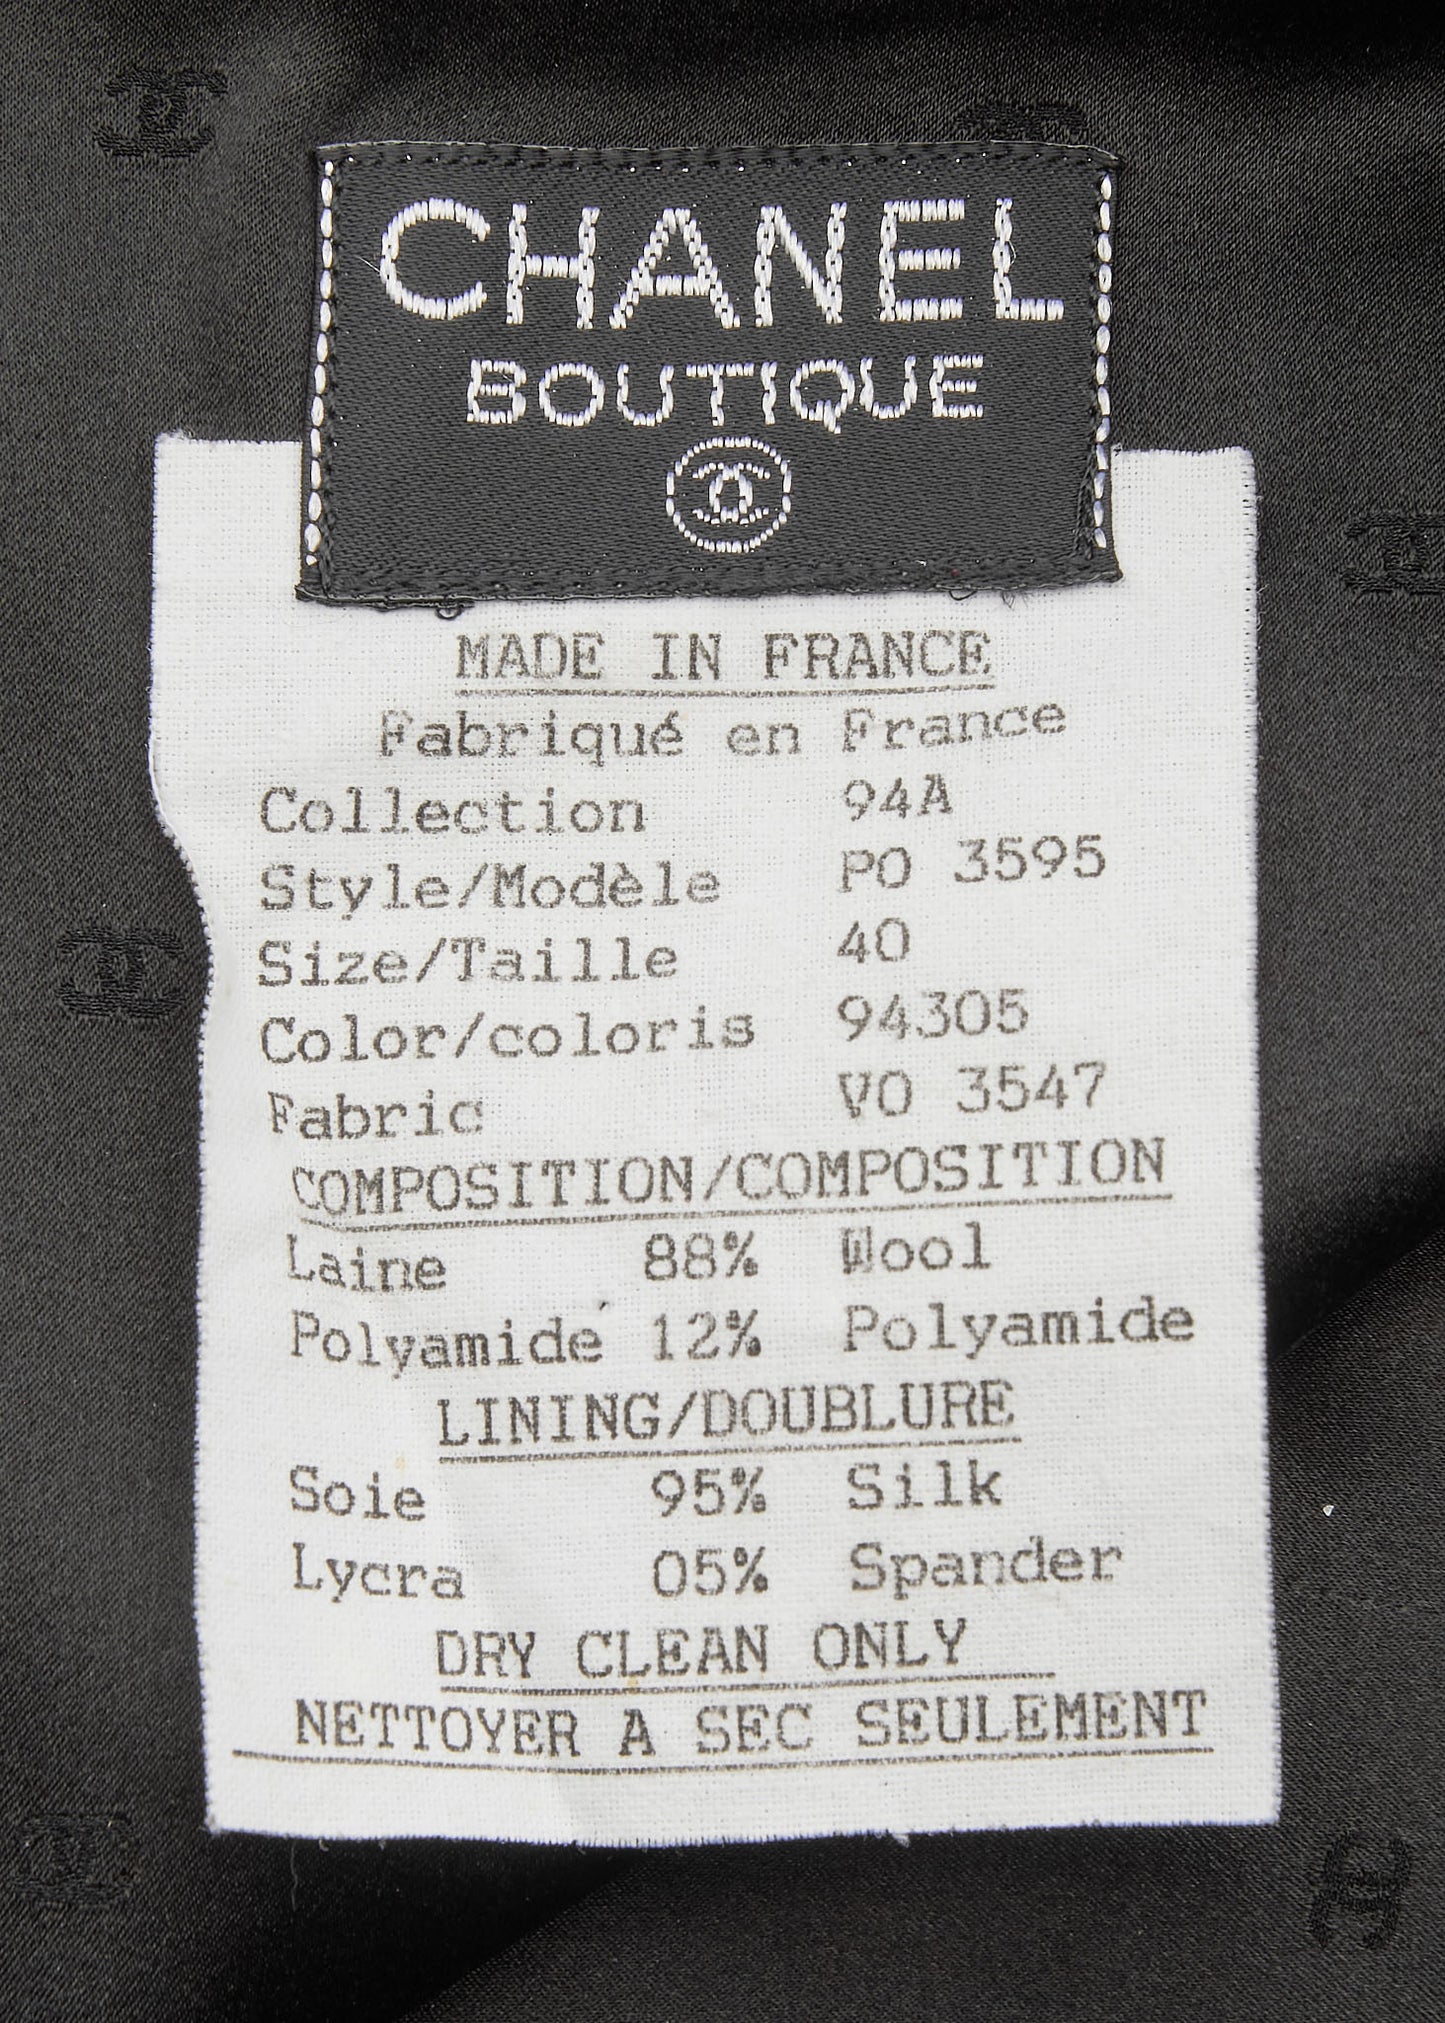 CHANEL
BOUTIQUE
MADE IN FRANCE
Fabriqué en France
Collection 94A
Style/Modèle PO 3595
Size/Taille 40
Color/coloris 94305
Fabric VO 3547
COMPOSITION/COMPOSITION
Laine 88% Wool
Polyamidé 12% Polyamide
LINING/DOUBLURE
Soie 95% Silk
Lycra 05% Spander
DRY CLEAN ONLY
NETTOYER A SEC SEULEMENT